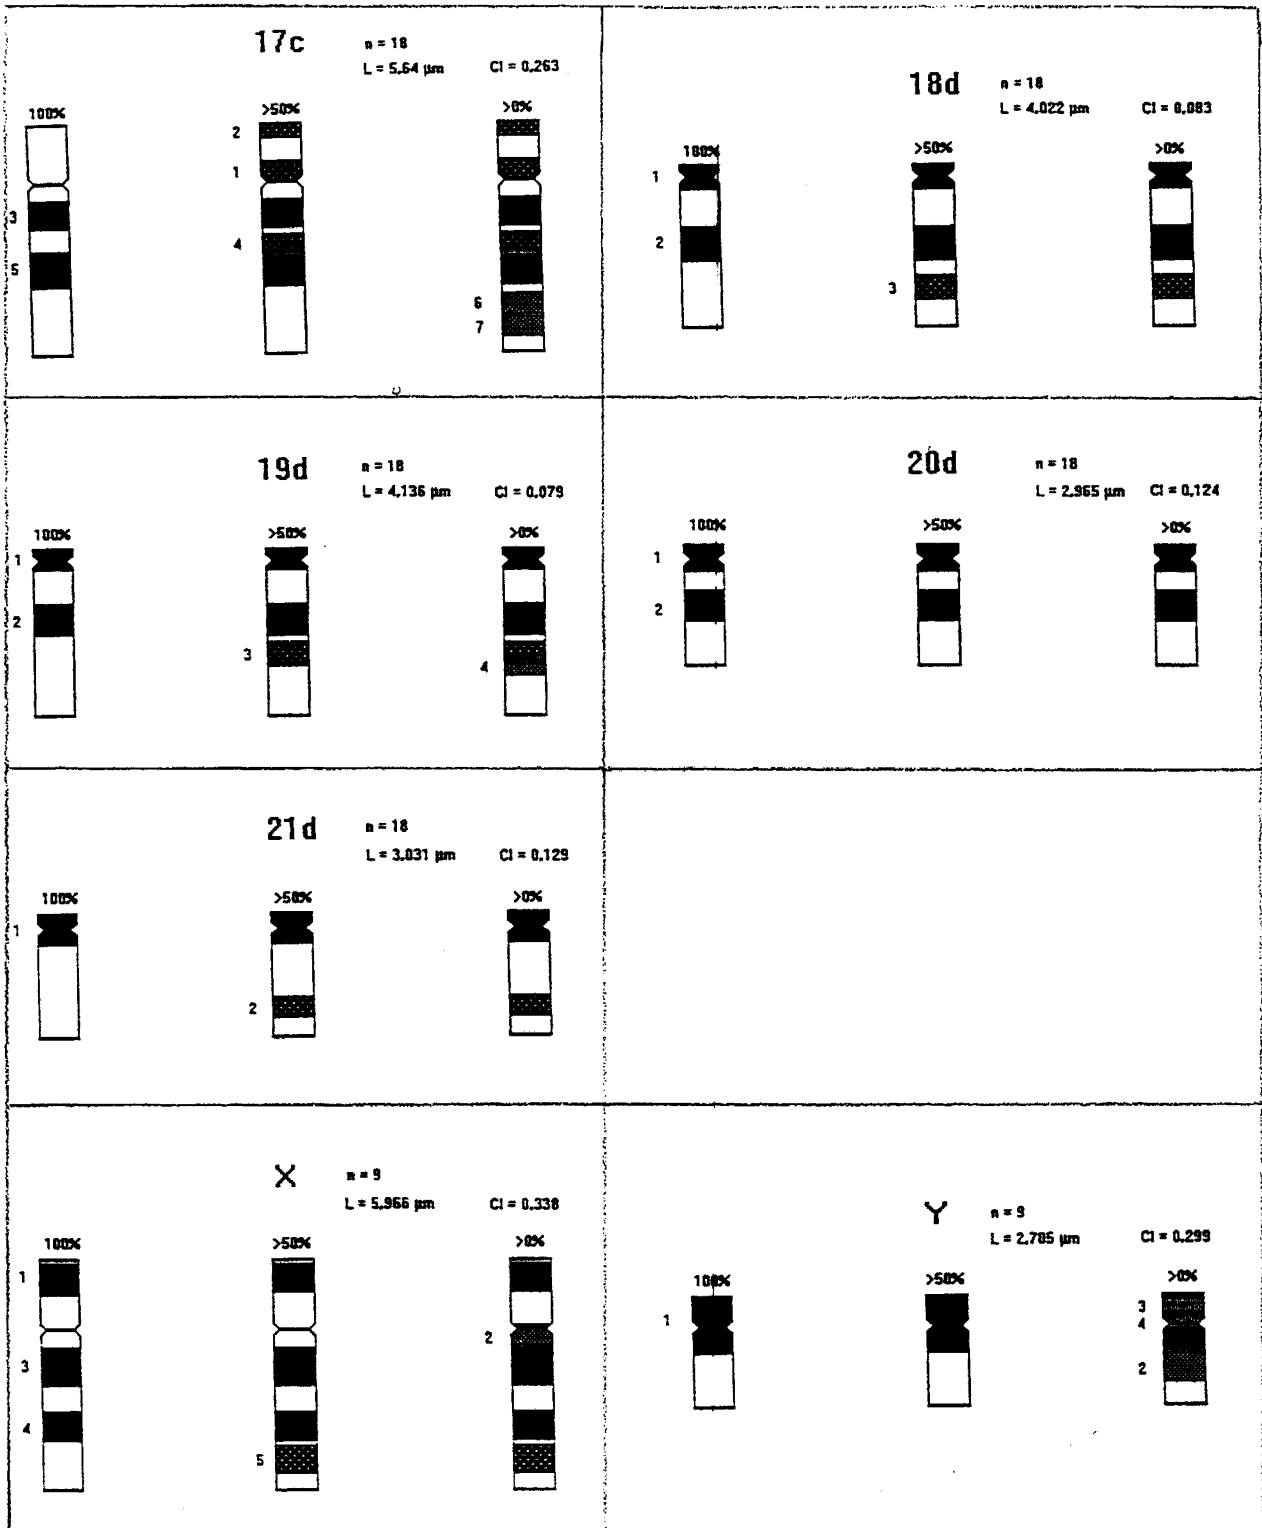 17c
n = 18
L = 5,64 µm CI = 0,263
100% >50% >0%
2
1
3
4
5
6
7
18d
n = 18
L = 4,022 µm CI = 0,083
100% >50% >0%
1
2
3
19d
n = 18
L = 4,136 µm CI = 0,079
100% >50% >0%
1
2
3
4
20d
n = 18
L = 2,965 µm CI = 0,124
100% >50% >0%
1
2
21d
n = 18
L = 3,031 µm CI = 0,129
100% >50% >0%
1
2
X
n = 9
L = 5,966 µm CI = 0,338
100% >50% >0%
1
2
3
4
5
Y
n = 9
L = 2,785 µm CI = 0,299
100% >50% >0%
1
3
4
2